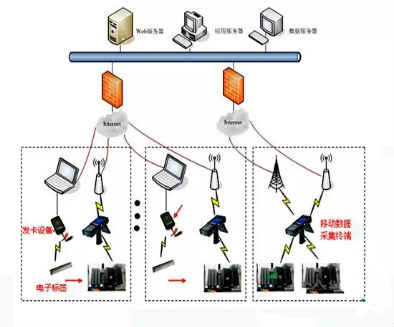 Web服务器
应用服务器
数据服务器
Internet
Internet
发卡设备
移动数据
采集终端
电子标签